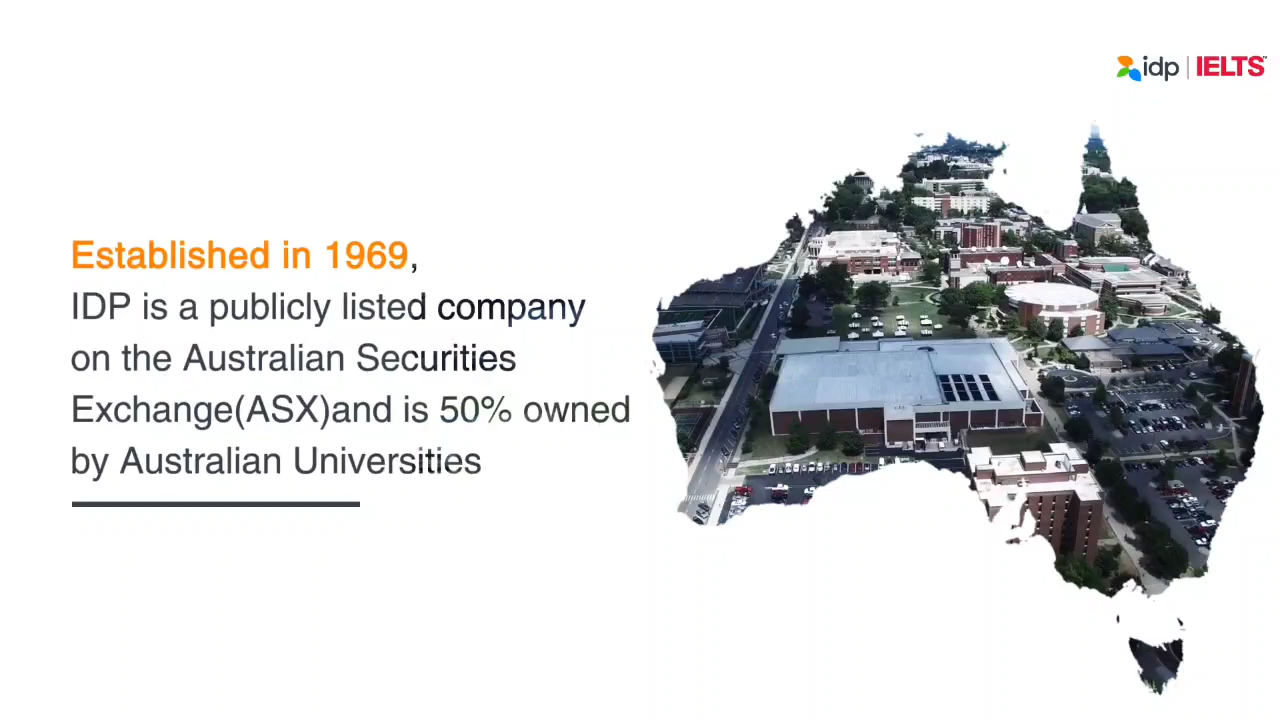 idp | IELTS™
Established in 1969,
IDP is a publicly listed company
on the Australian Securities
Exchange(ASX)and is 50% owned
by Australian Universities